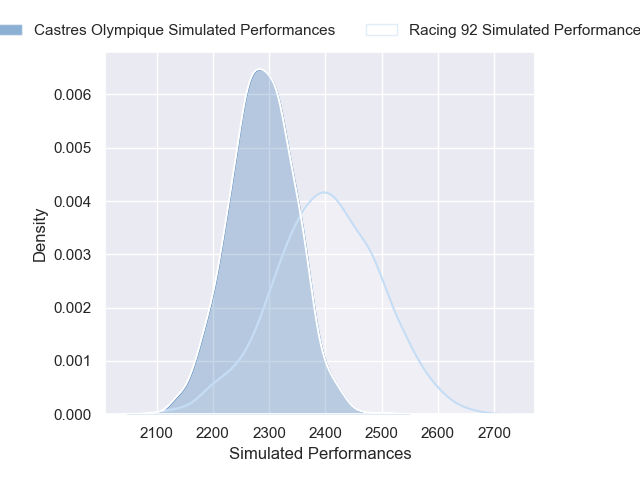 Castres Olympique Simulated Performances
Racing 92 Simulated Performance
0.006
0.005
0.004
0.003
0.002
0.001
0.000
Density
2100 2200 2300 2400 2500 2600 2700
Simulated Performances